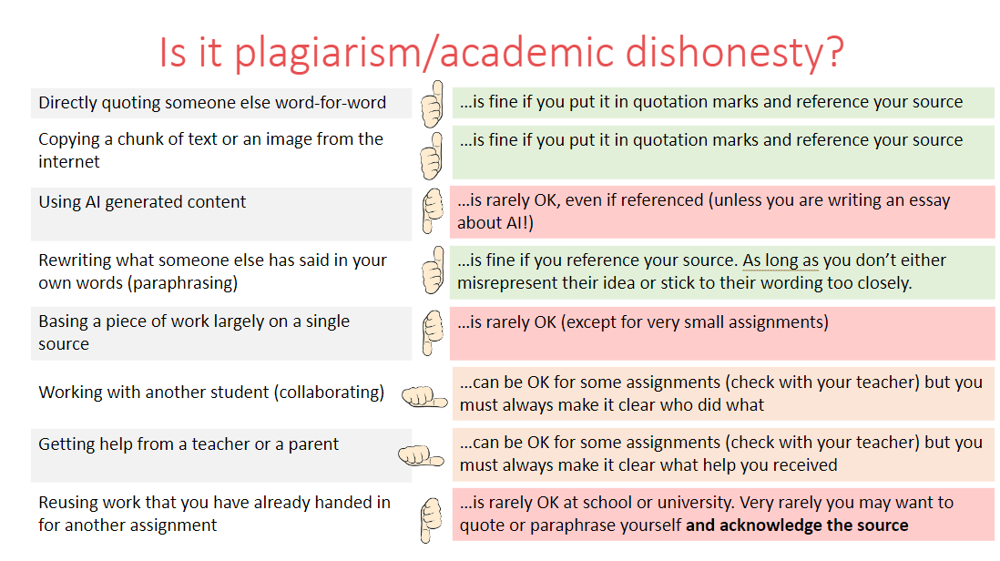 Is it plagiarism/academic dishonesty?
Directly quoting someone else word-for-word
...is fine if you put it in quotation marks and reference your source
Copying a chunk of text or an image from the
internet
...is fine if you put it in quotation marks and reference your source
Using AI generated content
...is rarely OK, even if referenced (unless you are writing an essay
about AI!)
Rewriting what someone else has said in your
own words (paraphrasing)
...is fine if you reference your source. As long as you don’t either
misrepresent their idea or stick to their wording too closely.
Basing a piece of work largely on a single
source
...is rarely OK (except for very small assignments)
Working with another student (collaborating)
...can be OK for some assignments (check with your teacher) but you
must always make it clear who did what
Getting help from a teacher or a parent
...can be OK for some assignments (check with your teacher) but you
must always make it clear what help you received
Reusing work that you have already handed in
for another assignment
...is rarely OK at school or university. Very rarely you may want to
quote or paraphrase yourself and acknowledge the source